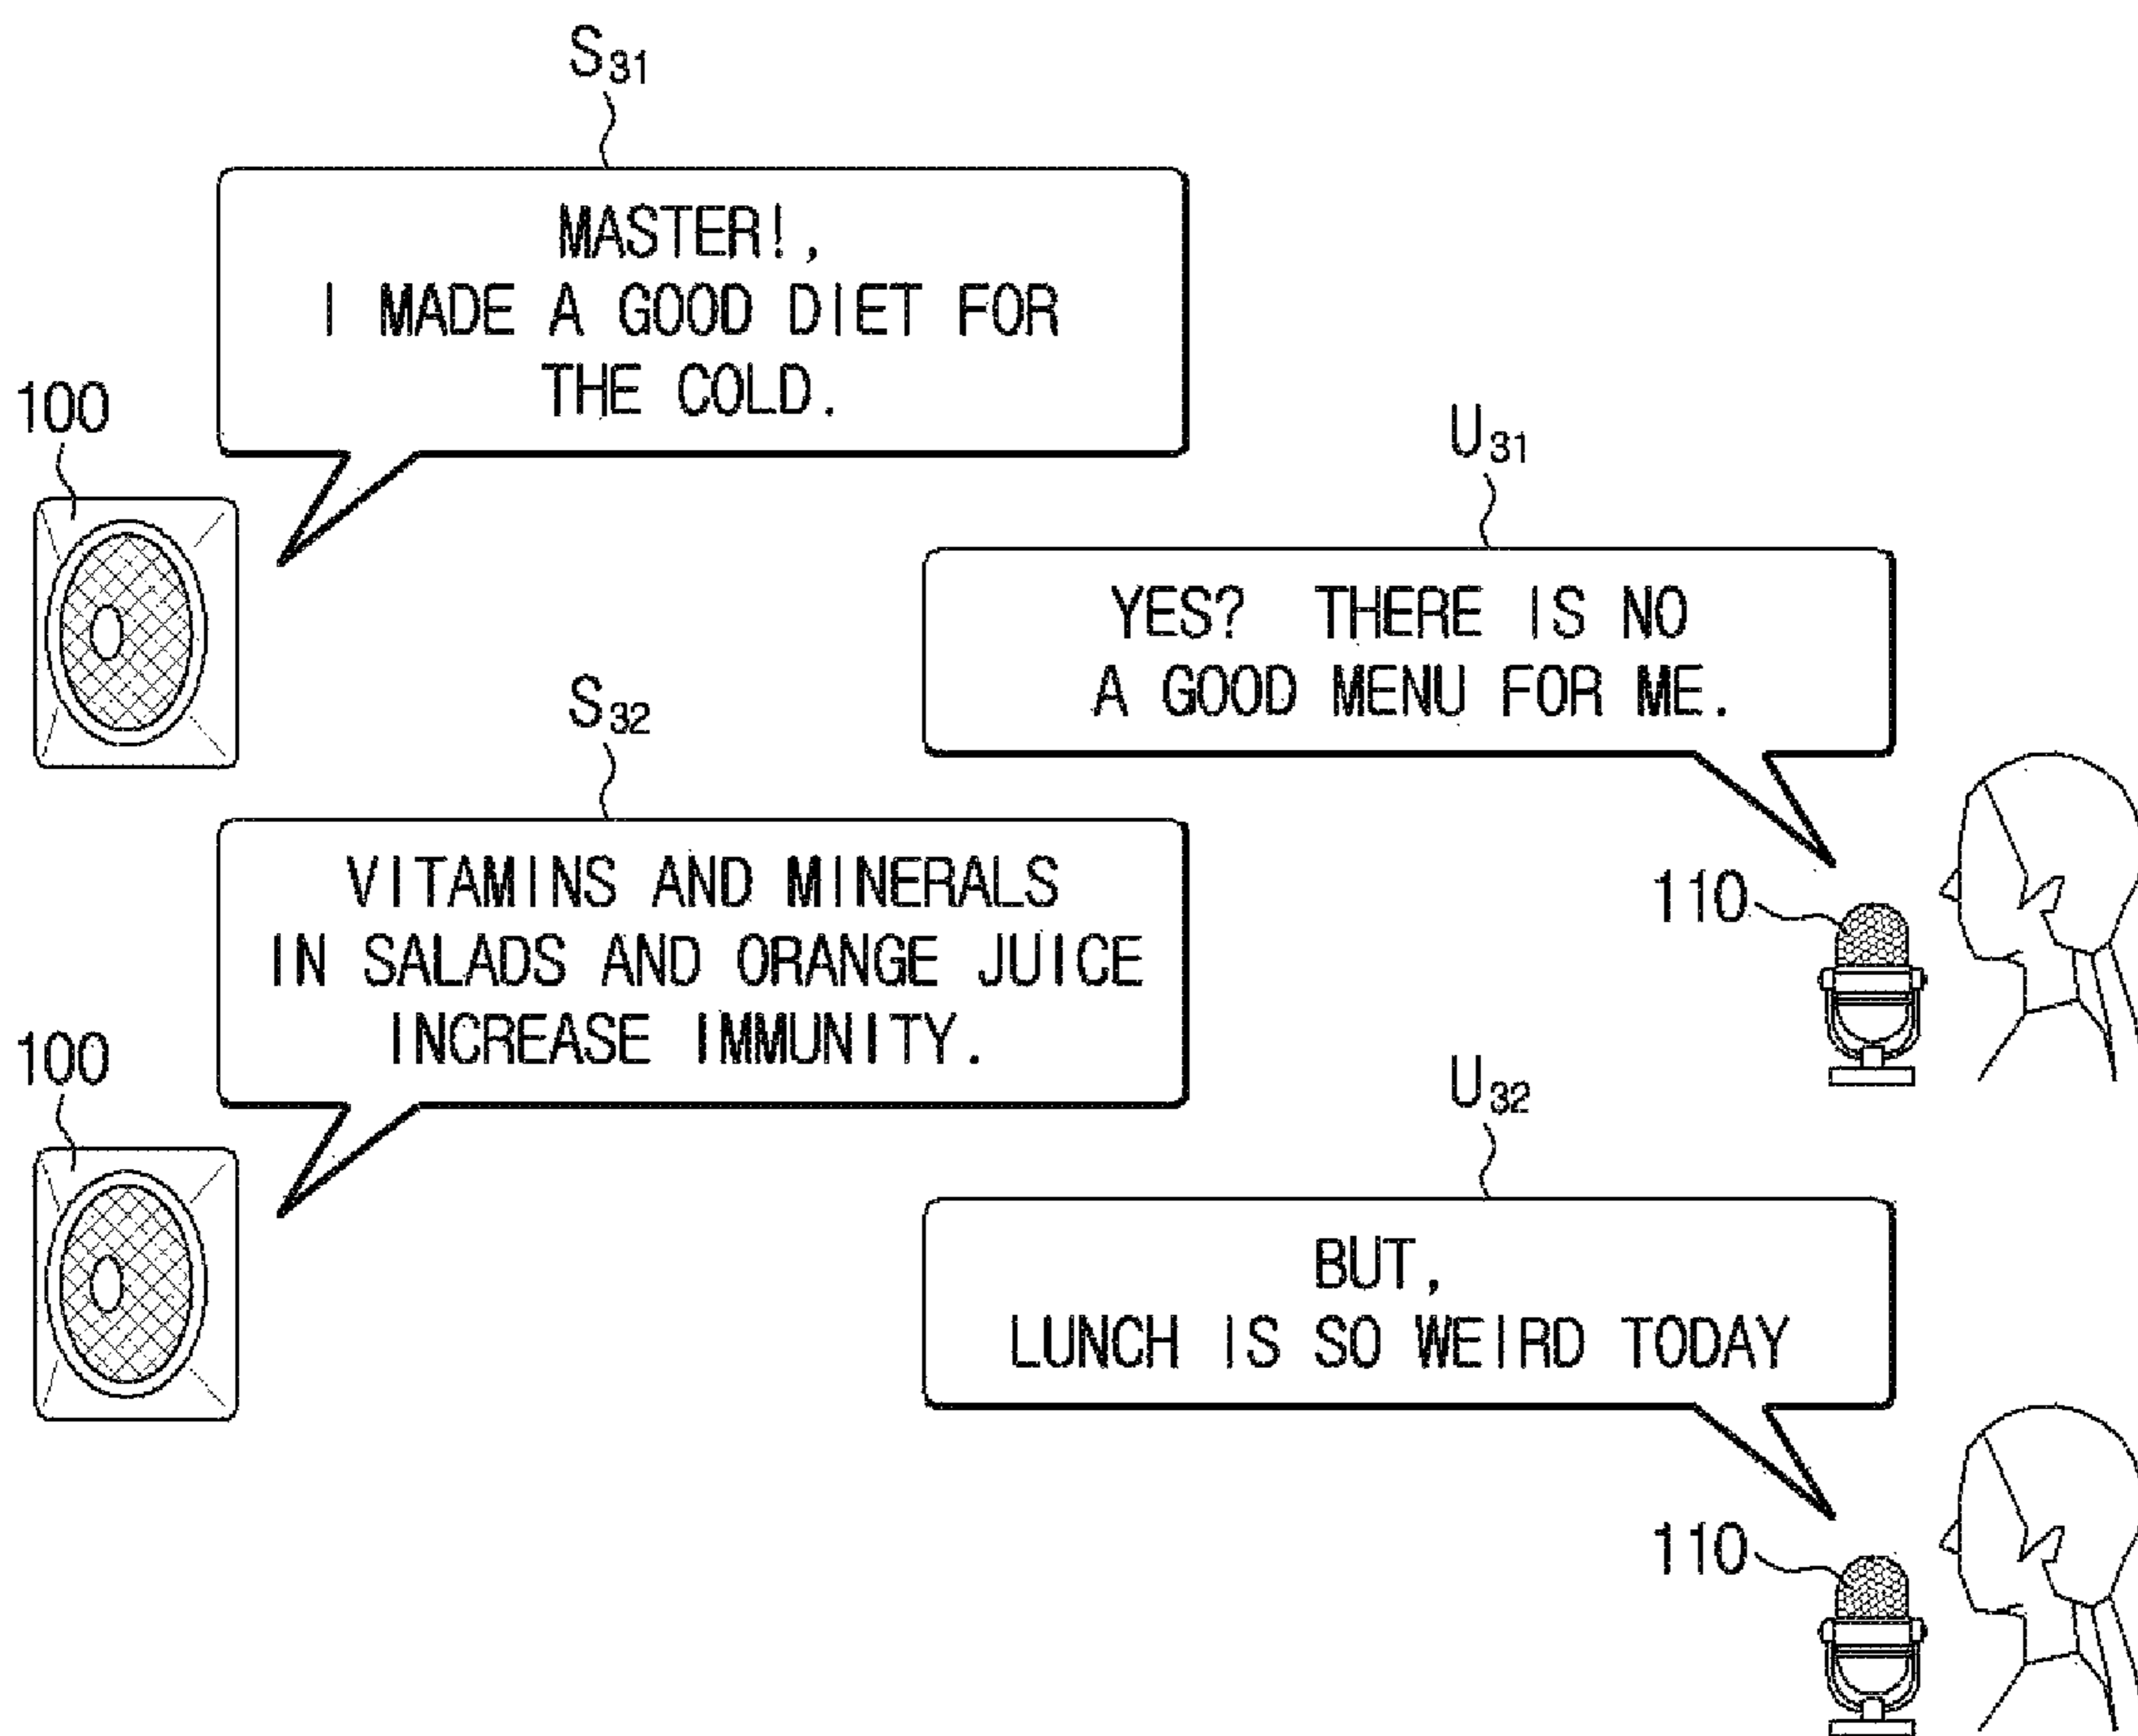 S31
MASTER!,
I MADE A GOOD DIET FOR
THE COLD.
100
U31
YES? THERE IS NO
A GOOD MENU FOR ME.
110
S32
VITAMINS AND MINERALS
IN SALADS AND ORANGE JUICE
INCREASE IMMUNITY.
100
U32
BUT,
LUNCH IS SO WEIRD TODAY
110